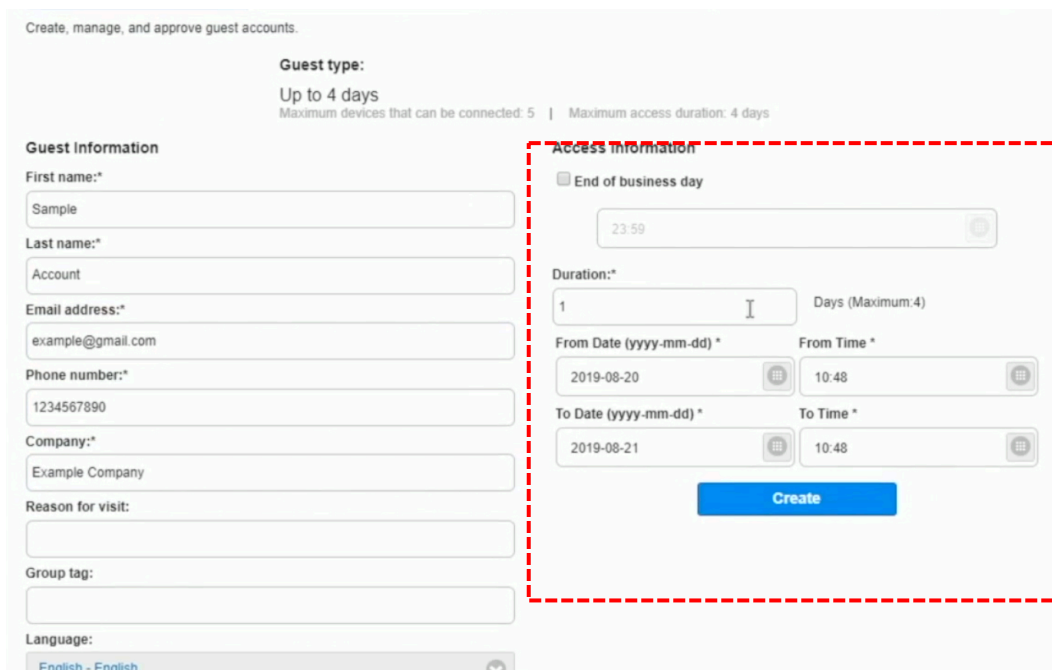 Create, manage, and approve guest accounts.
Guest type:
Up to 4 days
Maximum devices that can be connected: 5 | Maximum access duration: 4 days
Guest Information
First name:*
Sample
Last name:*
Account
Email address:*
example@gmail.com
Phone number:*
1234567890
Company:*
Example Company
Reason for visit:
Group tag:
Language:
English - English
Access Information
End of business day
23:59
Duration:*
1 Days (Maximum:4)
From Date (yyyy-mm-dd) * From Time *
2019-08-20 10:48
To Date (yyyy-mm-dd) * To Time *
2019-08-21 10:48
Create